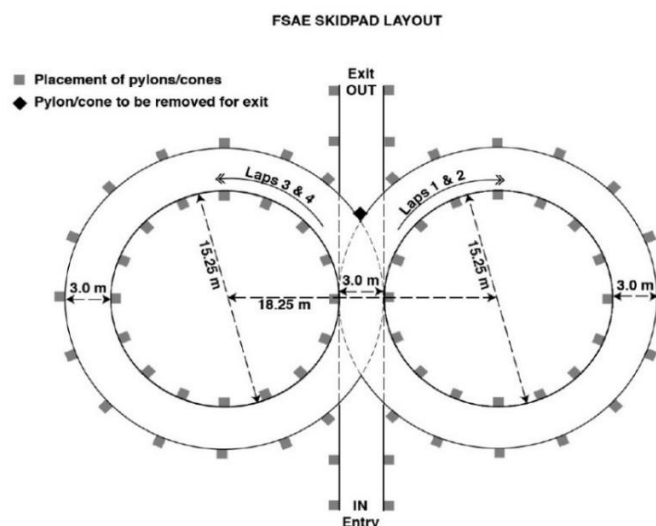 FSAE SKIDPAD LAYOUT
Placement of pylons/cones
Pylon/cone to be removed for exit
Exit
OUT
Laps 3 & 4
Laps 1 & 2
15.25 m
15.25 m
3.0 m
3.0 m
3.0 m
18.25 m
IN
Entry